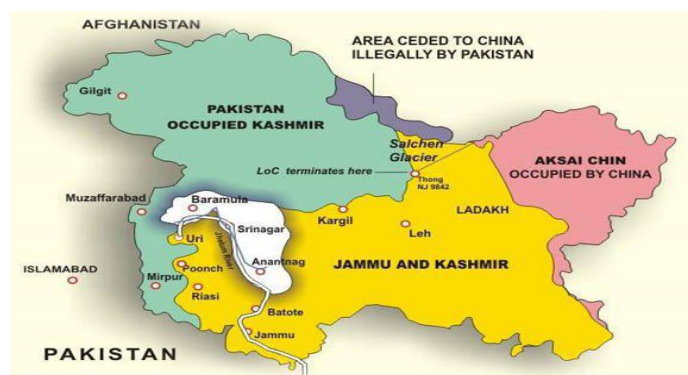 AFGHANISTAN
AREA CEDED TO CHINA
ILLEGALLY BY PAKISTAN
Gilgit
PAKISTAN
OCCUPIED KASHMIR
Salchen
Glacier
AKSAI CHIN
OCCUPIED BY CHINA
LoC terminates here
Thong
NJ 9842
Muzaffarabad
Baramula
Kargil
LADAKH
Srinagar
Uri
Leh
Jhelum River
ISLAMABAD
Poonch
Anantnag
JAMMU AND KASHMIR
Mirpur
Riasi
Batote
Jammu
PAKISTAN